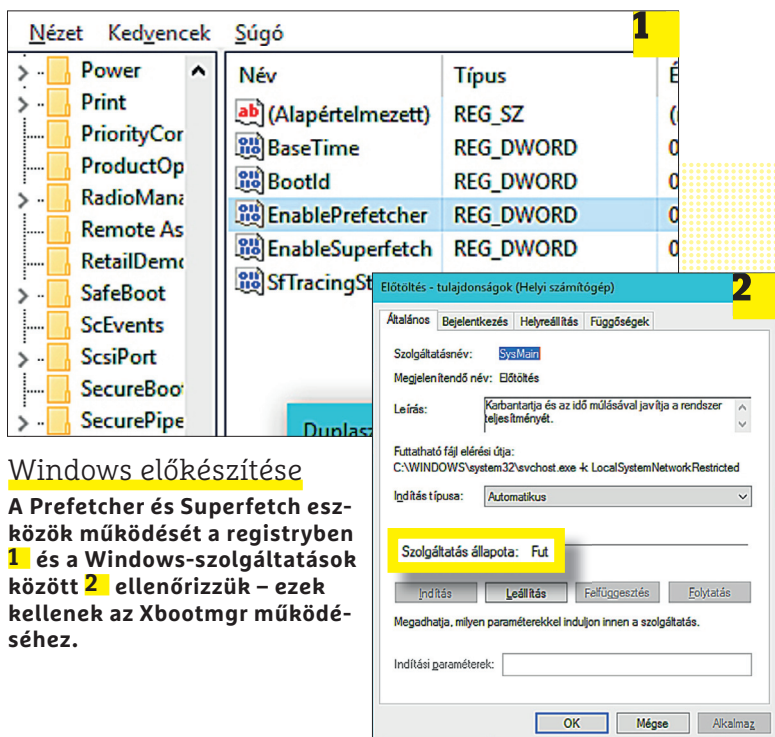 Nézet Kedvencek Súgó
1
Power
Print
PriorityCor
ProductOp
RadioMana
Remote As
RetailDemo
SafeBoot
ScEvents
ScsiPort
SecureBoo
SecurePipe
Név Típus É
(Alapértelmezett) REG_SZ (
BaseTime REG_DWORD 0
BootId REG_DWORD 0
EnablePrefetcher REG_DWORD 0
EnableSuperfetch REG_DWORD 0
SfTracingSt
Duplasz
2
Előtöltés - tulajdonságok (Helyi számítógép)
Általános Bejelentkezés Helyreállítás Függőségek
Szolgáltatásnév: SysMain
Megjelenítendő név: Előtöltés
Leírás: Karbantartja és az idő múlásával javítja a rendszer
teljesítményét.
Futtatható fájl elérési útja:
C:\WINDOWS\system32\svchost.exe -k LocalSystemNetworkRestricted
Indítás típusa: Automatikus
Szolgáltatás állapota: Fut
Indítás Leállítás Felfüggesztés Folytatás
Megadhatja, milyen paraméterekkel induljon innen a szolgáltatás.
Indítási paraméterek:
OK Mégse Alkalmaz
Windows előkészítése
A Prefetcher és Superfetch esz-
közök működését a registryben
1 és a Windows-szolgáltatások
között 2 ellenőrizzük – ezek
kellenek az Xbootmgr működé-
séhez.